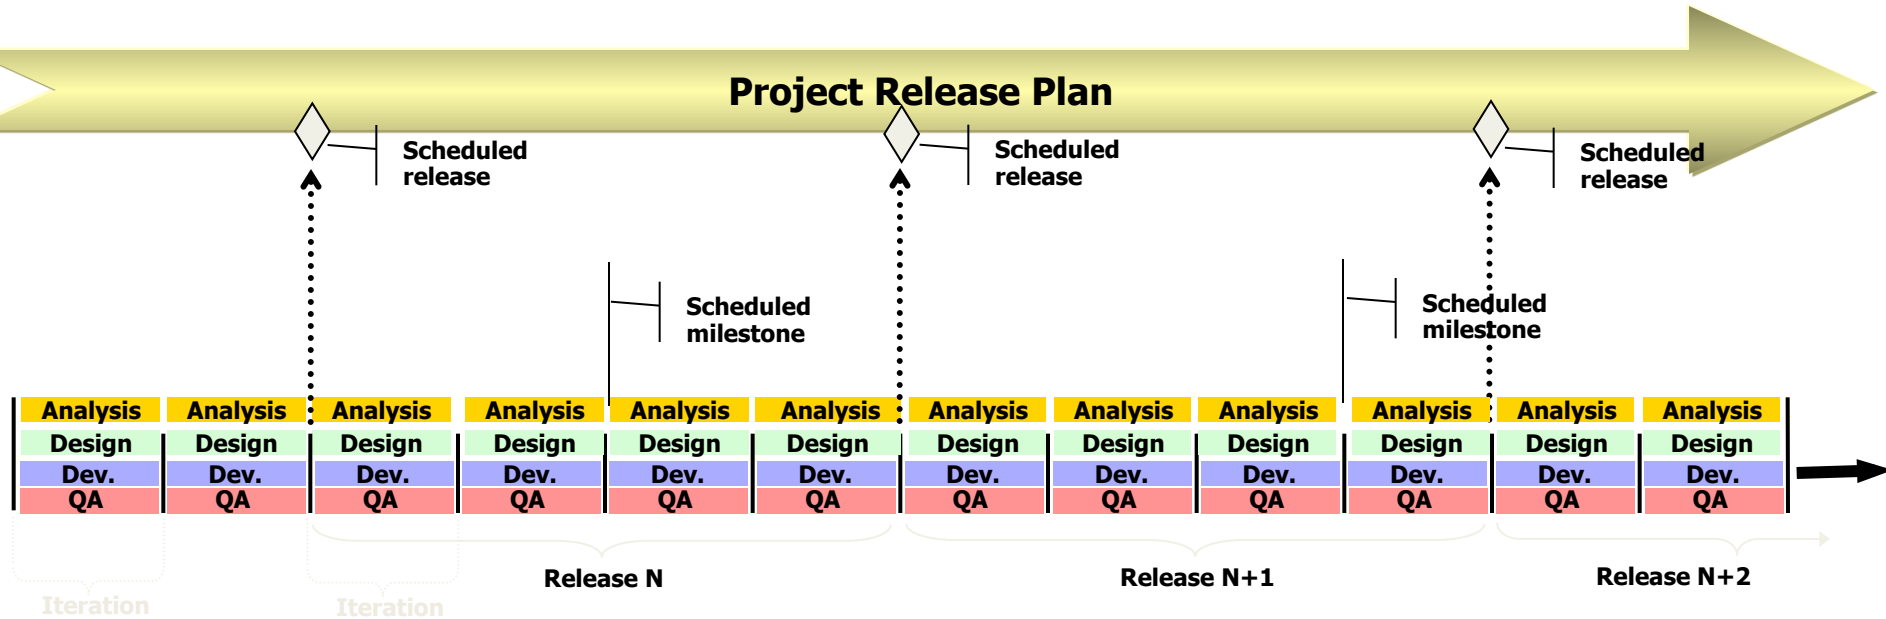 Project Release Plan
Scheduled
release
Scheduled
release
Scheduled
release
Scheduled
milestone
Scheduled
milestone
Analysis Analysis Analysis Analysis Analysis Analysis Analysis Analysis Analysis Analysis Analysis Analysis
Design Design Design Design Design Design Design Design Design Design Design Design
Dev. Dev. Dev. Dev. Dev. Dev. Dev. Dev. Dev. Dev. Dev. Dev.
QA QA QA QA QA QA QA QA QA QA QA QA
Release N Release N+1 Release N+2
Iteration Iteration